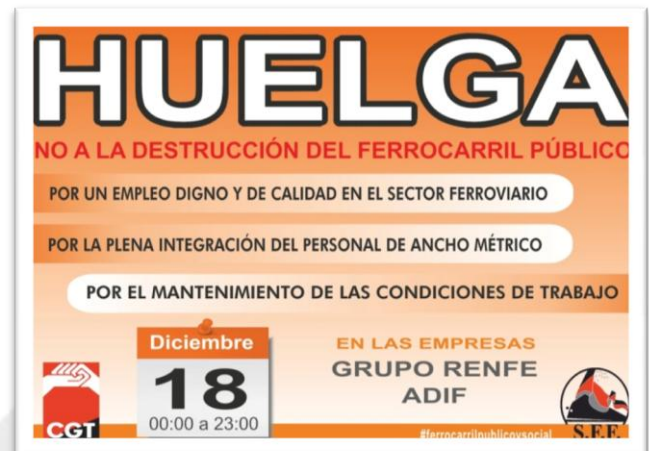 HUELGA
NO A LA DESTRUCCIÓN DEL FERROCARRIL PÚBLICO
POR UN EMPLEO DIGNO Y DE CALIDAD EN EL SECTOR FERROVIARIO
POR LA PLENA INTEGRACIÓN DEL PERSONAL DE ANCHO MÉTRICO
POR EL MANTENIMIENTO DE LAS CONDICIONES DE TRABAJO
Diciembre
18
00:00 a 23:00
EN LAS EMPRESAS
GRUPO RENFE
ADIF
CGT
#ferrocarrilpublicoysocial
S.F.F.